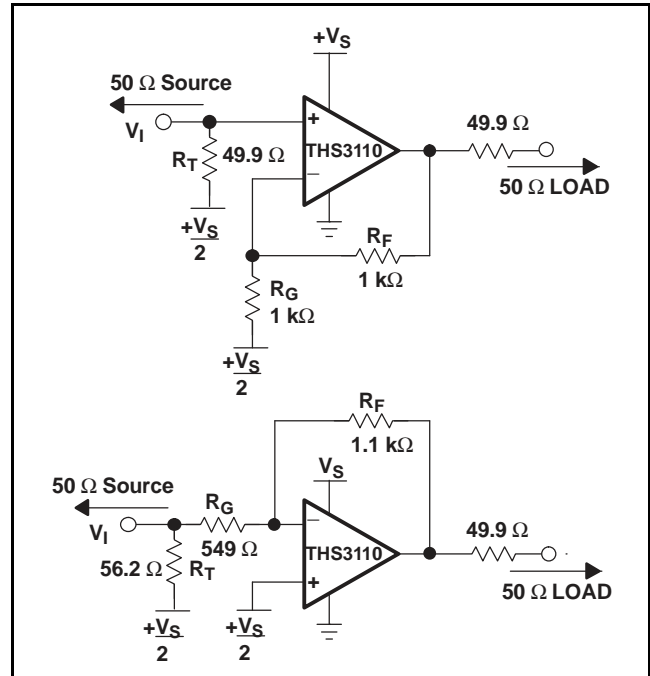 +VS
50 Ω Source
VI
+
THS3110
−
49.9 Ω
RT 49.9 Ω
50 Ω LOAD
+VS
2
RF
1 kΩ
RG
1 kΩ
+VS
2
RF
1.1 kΩ
VS
50 Ω Source
RG
VI
549 Ω
−
THS3110
+
49.9 Ω
56.2 Ω RT
50 Ω LOAD
+VS
2
+VS
2